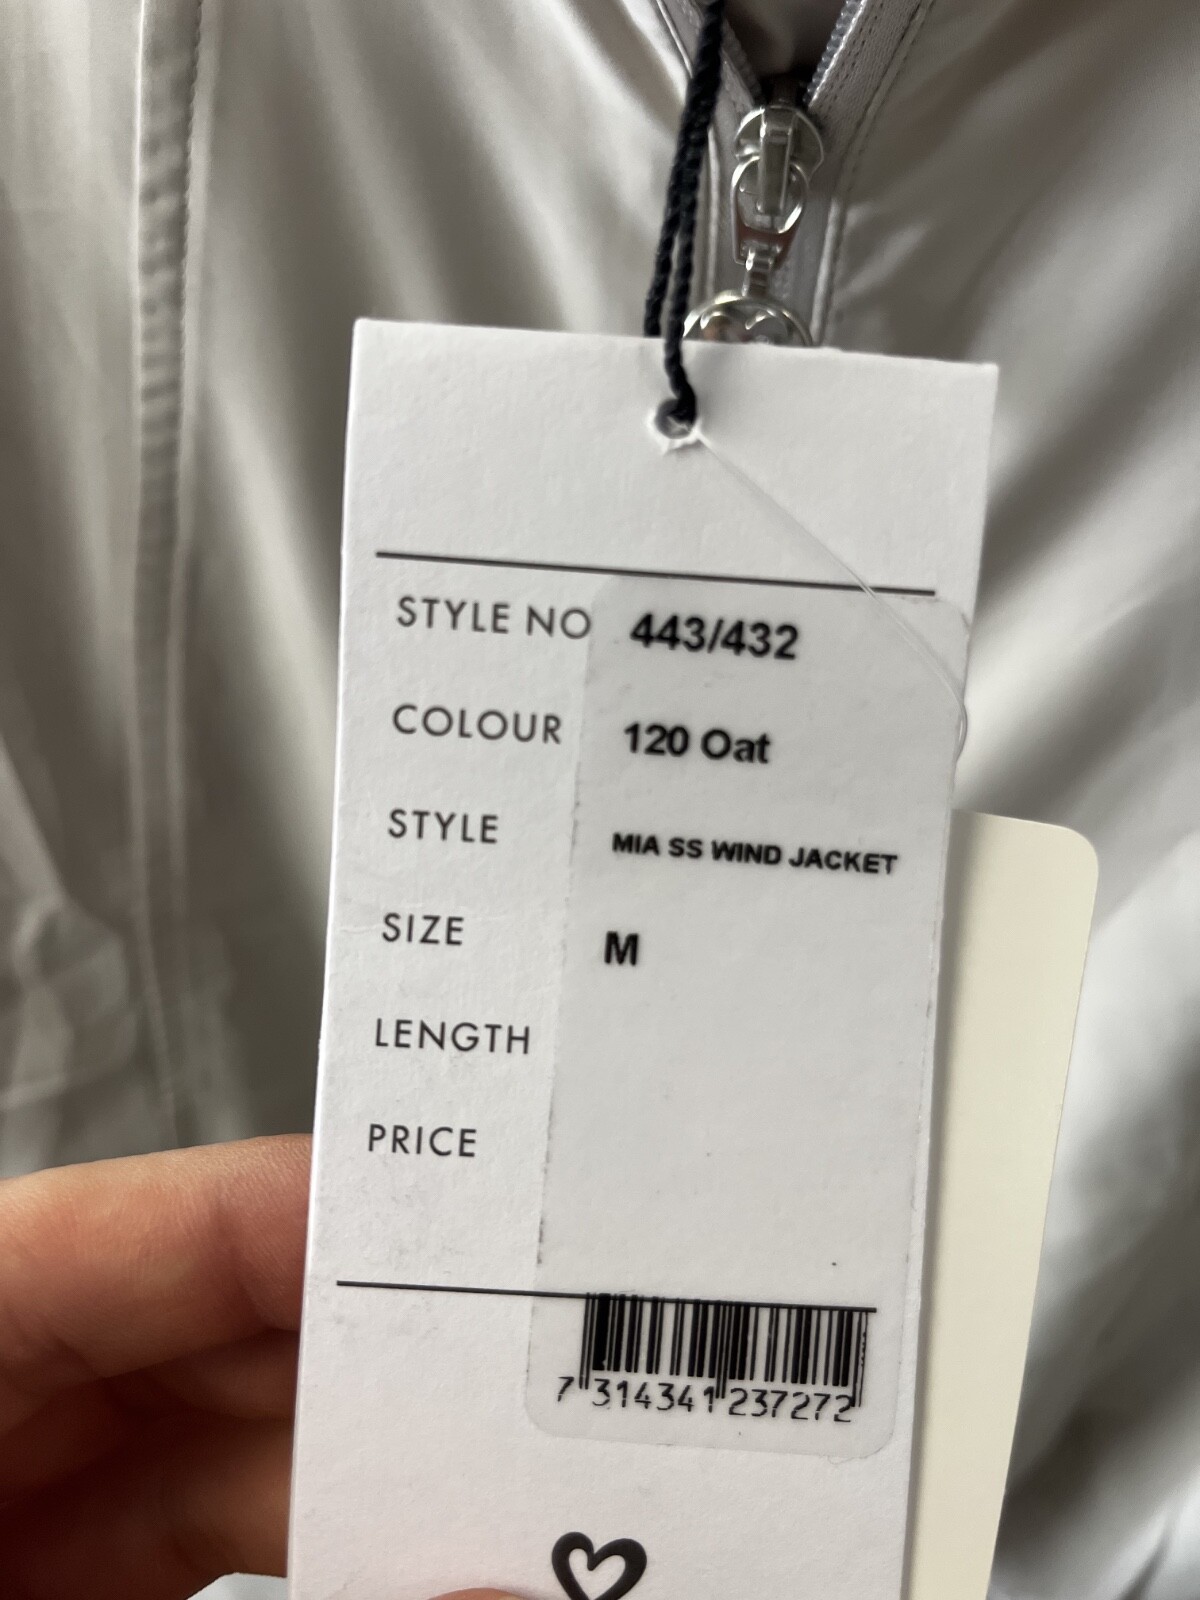 STYLE NO 443/432
COLOUR 120 Oat
STYLE MIA SS WIND JACKET
SIZE M
LENGTH
PRICE
7 314341 237272